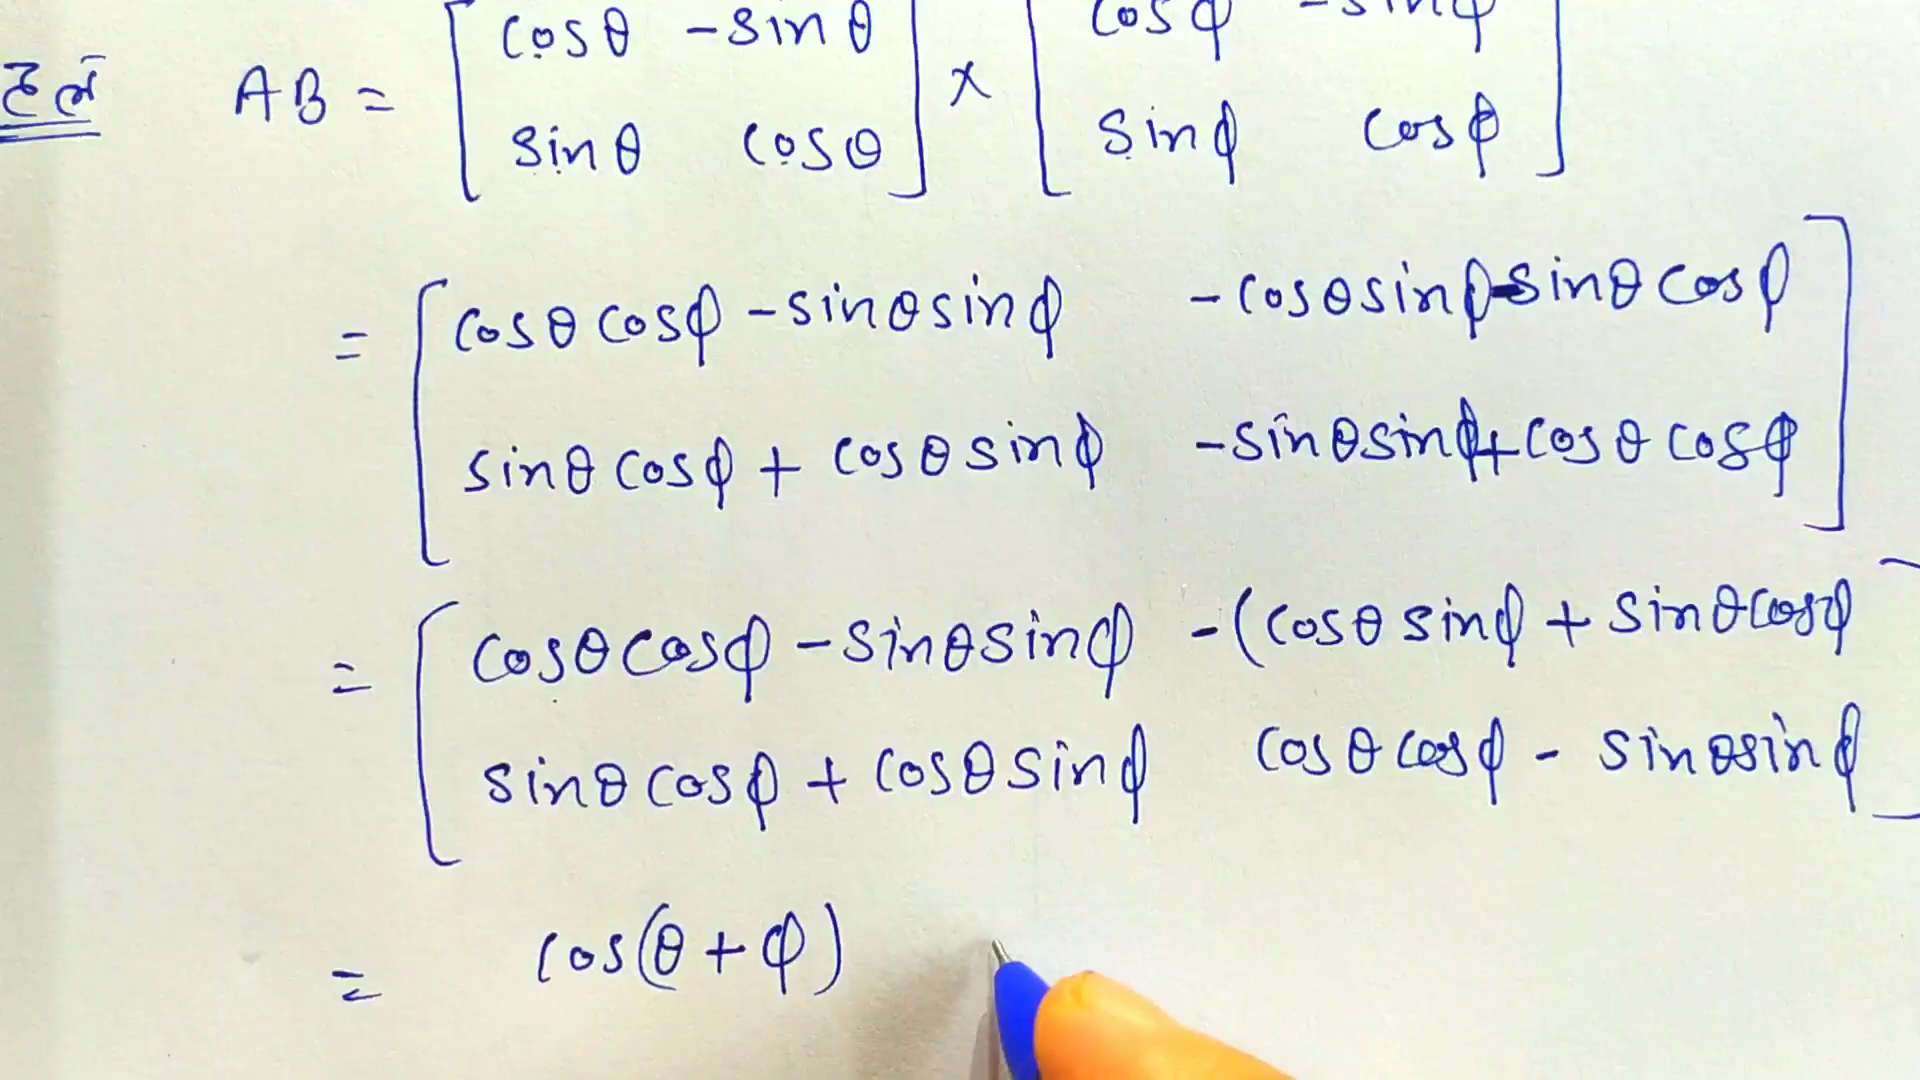 cosθ -sinθ cosφ -sinφ
हल AB = × 
sinθ cosθ sinφ cosφ
= [ cosθ cosφ - sinθ sinφ -cosθ sinφ - sinθ cosφ
sinθ cosφ + cosθ sinφ -sinθ sinφ + cosθ cosφ ]
= [ cosθ cosφ - sinθ sinφ -(cosθ sinφ + sinθ cosφ
sinθ cosφ + cosθ sinφ cosθ cosφ - sinθ sinφ ]
= cos(θ + φ)